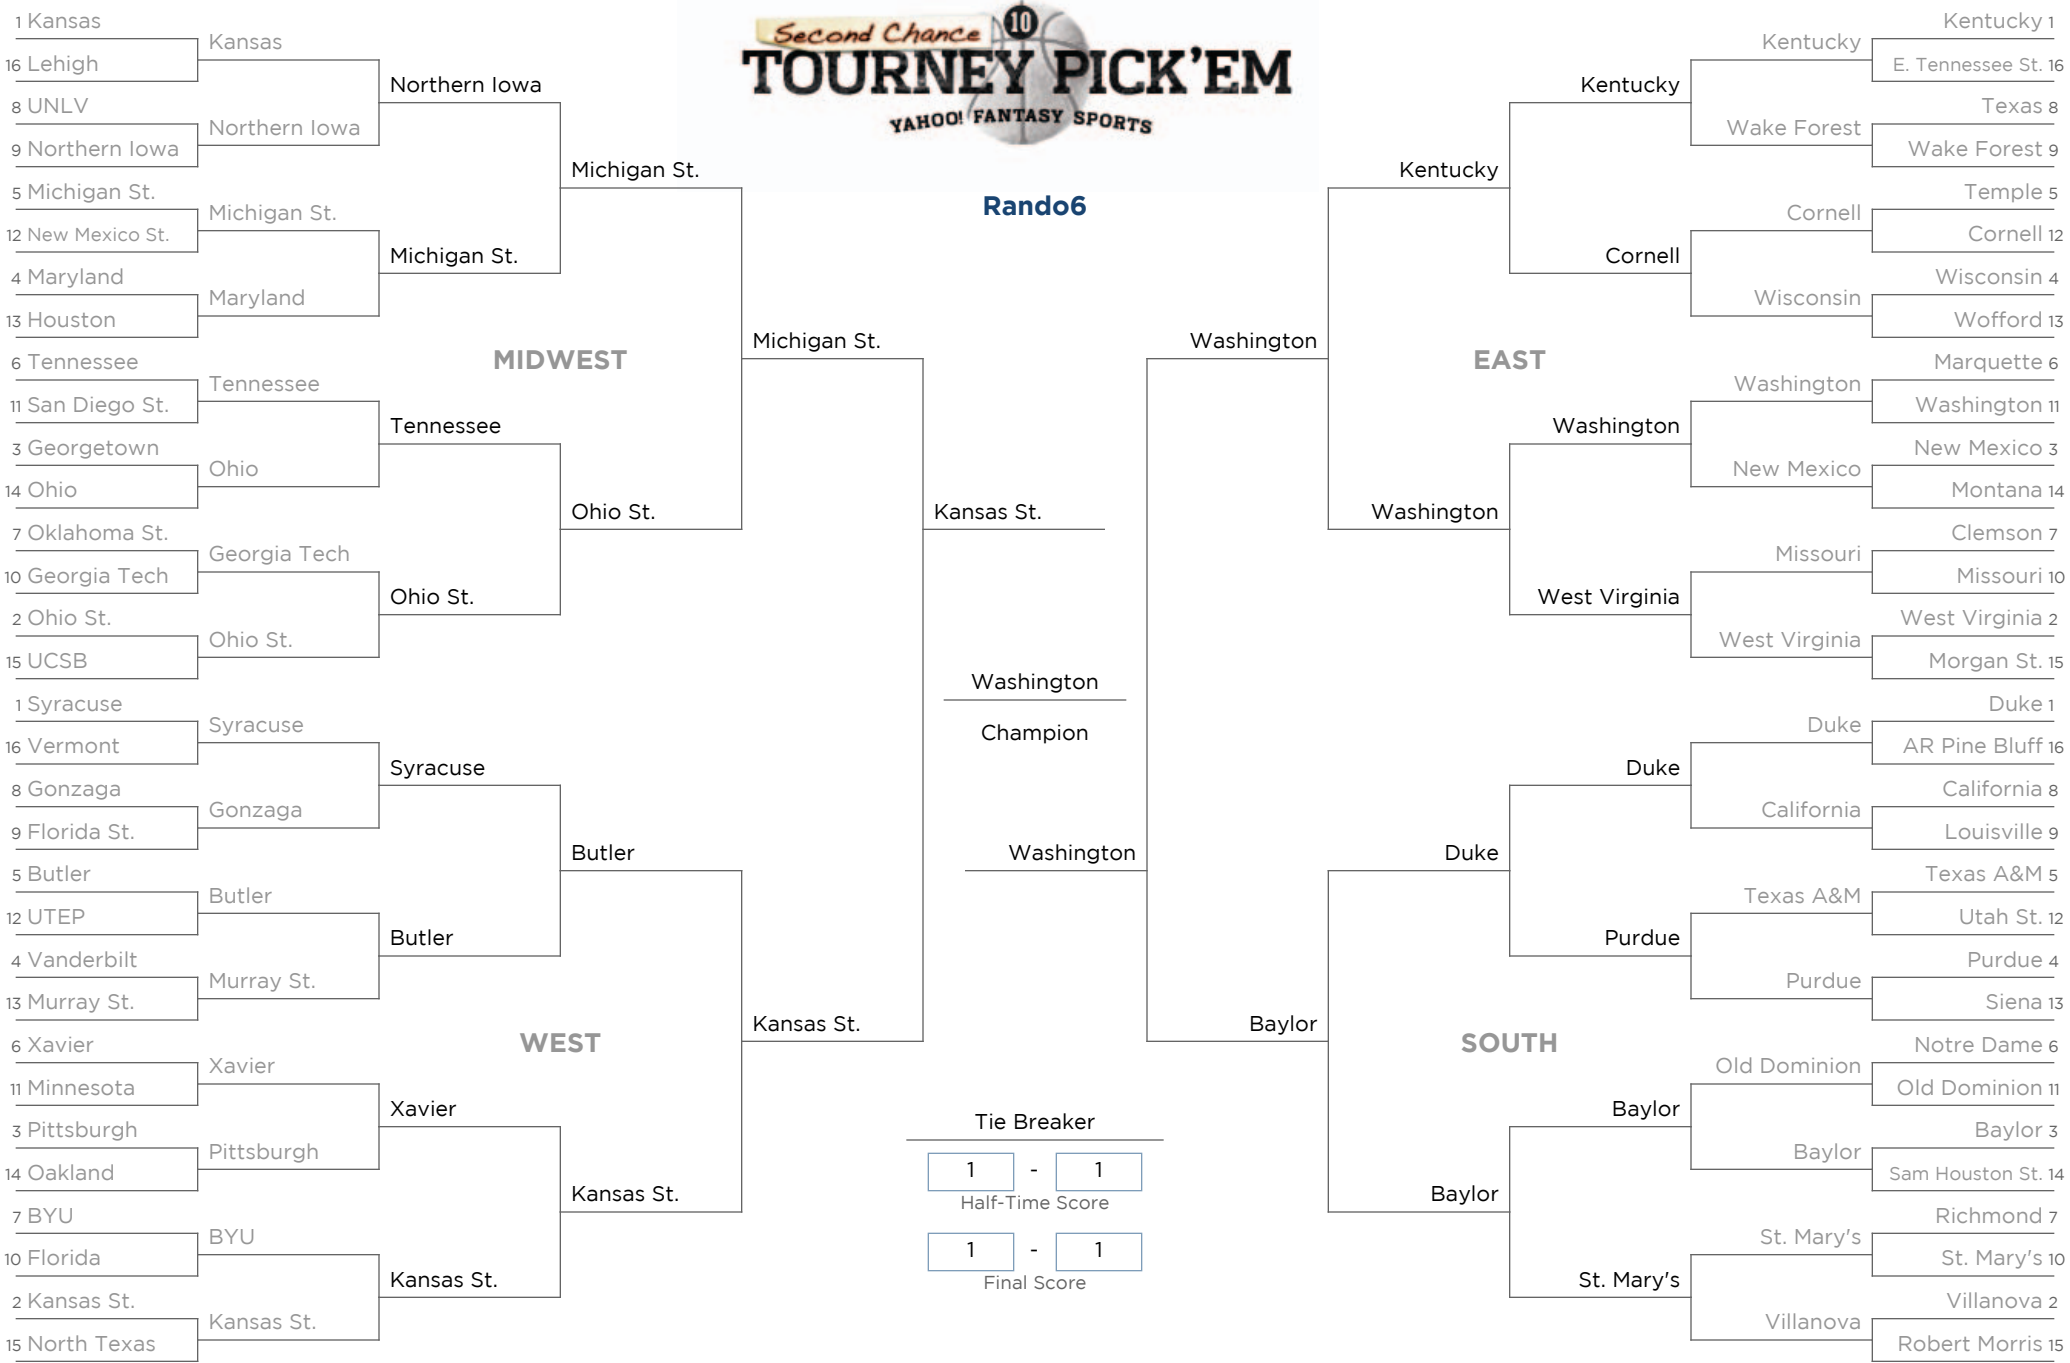 Second Chance 10
TOURNEY PICK'EM
YAHOO! FANTASY SPORTS
Rando6
1 Kansas
16 Lehigh
8 UNLV
9 Northern Iowa
5 Michigan St.
12 New Mexico St.
4 Maryland
13 Houston
6 Tennessee
11 San Diego St.
3 Georgetown
14 Ohio
7 Oklahoma St.
10 Georgia Tech
2 Ohio St.
15 UCSB
Kansas
Northern Iowa
Michigan St.
Maryland
Tennessee
Ohio
Georgia Tech
Ohio St.
Northern Iowa
Michigan St.
Tennessee
Ohio St.
Michigan St.
Ohio St.
Michigan St.
MIDWEST
1 Syracuse
16 Vermont
8 Gonzaga
9 Florida St.
5 Butler
12 UTEP
4 Vanderbilt
13 Murray St.
6 Xavier
11 Minnesota
3 Pittsburgh
14 Oakland
7 BYU
10 Florida
2 Kansas St.
15 North Texas
Syracuse
Gonzaga
Butler
Murray St.
Xavier
Pittsburgh
BYU
Kansas St.
Syracuse
Butler
Xavier
Kansas St.
Butler
Kansas St.
Kansas St.
WEST
Kansas St.
Washington
Champion
Washington
Tie Breaker
1 - 1
Half-Time Score
1 - 1
Final Score
Kentucky 1
E. Tennessee St. 16
Texas 8
Wake Forest 9
Temple 5
Cornell 12
Wisconsin 4
Wofford 13
Marquette 6
Washington 11
New Mexico 3
Montana 14
Clemson 7
Missouri 10
West Virginia 2
Morgan St. 15
Kentucky
Wake Forest
Cornell
Wisconsin
Washington
New Mexico
Missouri
West Virginia
Kentucky
Cornell
Washington
West Virginia
Kentucky
Washington
Washington
EAST
Duke 1
AR Pine Bluff 16
California 8
Louisville 9
Texas A&M 5
Utah St. 12
Purdue 4
Siena 13
Notre Dame 6
Old Dominion 11
Baylor 3
Sam Houston St. 14
Richmond 7
St. Mary's 10
Villanova 2
Robert Morris 15
Duke
California
Texas A&M
Purdue
Old Dominion
Baylor
St. Mary's
Villanova
Duke
Purdue
Baylor
St. Mary's
Duke
Baylor
Baylor
SOUTH